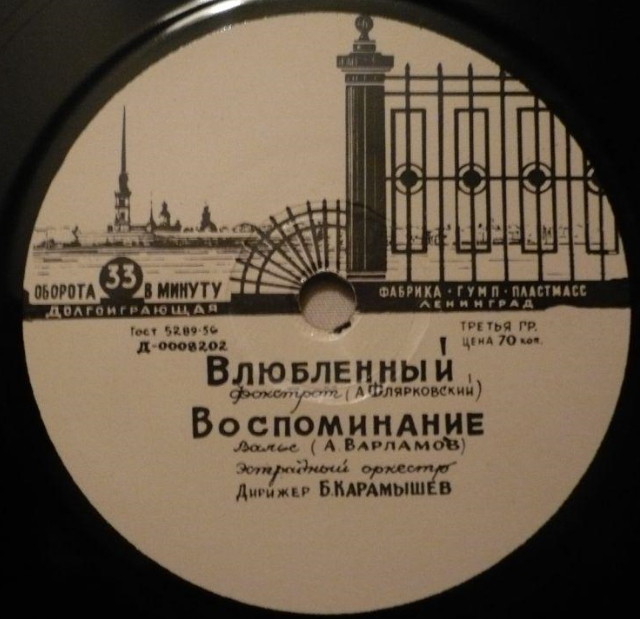 ОБОРОТА 33 В МИНУТУ
ДОЛГОИГРАЮЩАЯ
ФАБРИКА · ГУМП · ПЛАСТМАСС
ЛЕНИНГРАД
Гост 5289-56
Д-0008202
ТРЕТЬЯ ГР.
ЦЕНА 70 коп.
ВЛЮБЛЕННЫЙ
фокстрот (А. Флярковский)
ВОСПОМИНАНИЕ
Вальс (А. ВАРЛАМОВ)
Эстрадный оркестр
Дирижер Б. КАРАМЫШЕВ